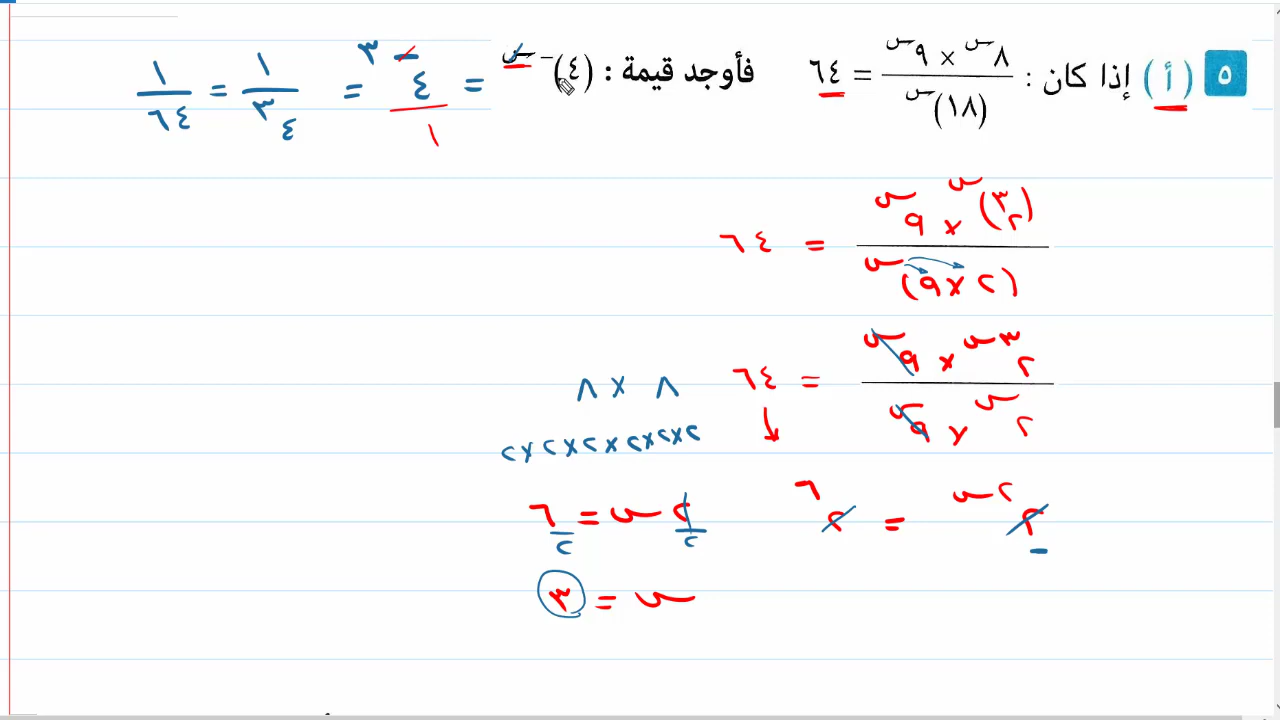 ٥ (أ) إذا كان : ٨^س × ٩^س / (١٨)^س = ٦٤ فأوجد قيمة : (٤)^-س = ٤^-٣ / ١ = ١ / ٤^٣ = ١ / ٦٤
(٢^٣)^س × ٩^س / (٢ × ٩)^س = ٦٤
٢^٣س × ٩^س / ٢^س × ٩^س = ٦٤
٨ × ٨
٢×٢×٢×٢×٢×٢
٢^٢س = ٢^٦
٢س / ٢ = ٦ / ٢
س = ٣